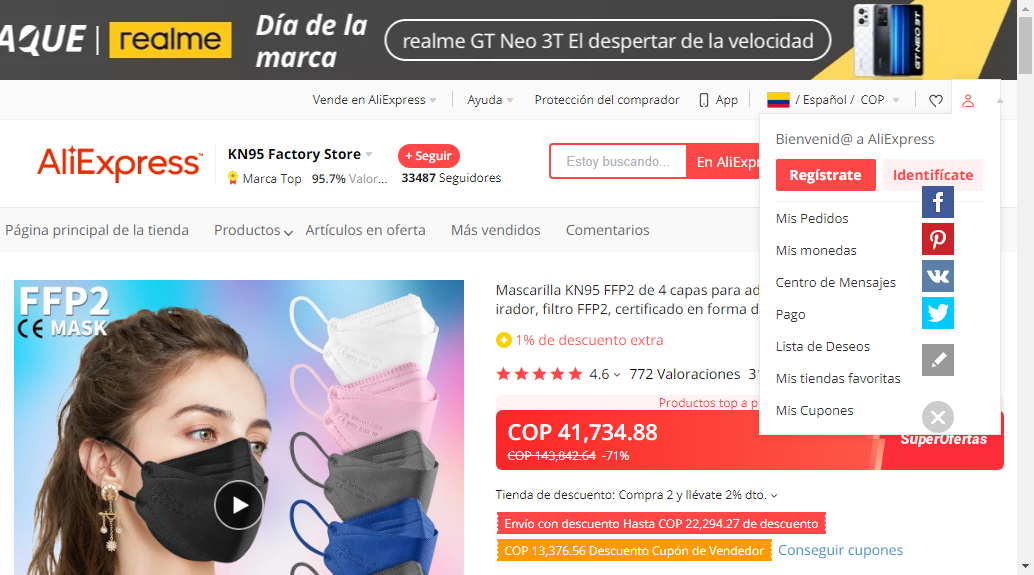 AQUE | realme
Día de la
marca
realme GT Neo 3T El despertar de la velocidad
GT NEO 3T
Vende en AliExpress
Ayuda
Protección del comprador
App
/ Español / COP
AliExpress™
KN95 Factory Store
Marca Top 95.7% Valor...
+ Seguir
33487 Seguidores
Estoy buscando...
En AliExpr
Bienvenid@ a AliExpress
Regístrate
Identifícate
Mis Pedidos
Mis monedas
Centro de Mensajes
Pago
Lista de Deseos
Mis tiendas favoritas
Mis Cupones
Página principal de la tienda
Productos
Artículos en oferta
Más vendidos
Comentarios
FFP2
CE MASK
Mascarilla KN95 FFP2 de 4 capas para ad
irador, filtro FFP2, certificado en forma d
1% de descuento extra
4.6
772 Valoraciones 31
Productos top a p
COP 41,734.88
COP 143,842.64 -71%
SuperOfertas
Tienda de descuento: Compra 2 y llévate 2% dto.
Envío con descuento Hasta COP 22,294.27 de descuento
COP 13,376.56 Descuento Cupón de Vendedor
Conseguir cupones